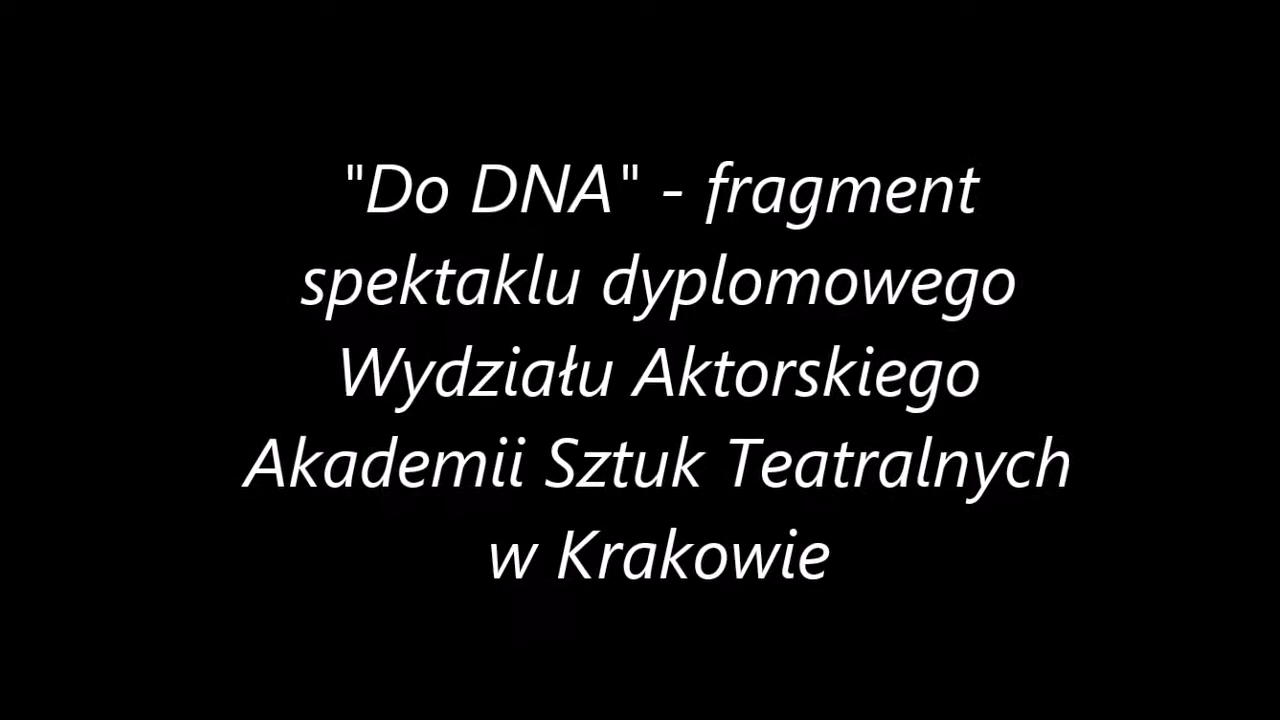 "Do DNA" - fragment
spektaklu dyplomowego
Wydziału Aktorskiego
Akademii Sztuk Teatralnych
w Krakowie